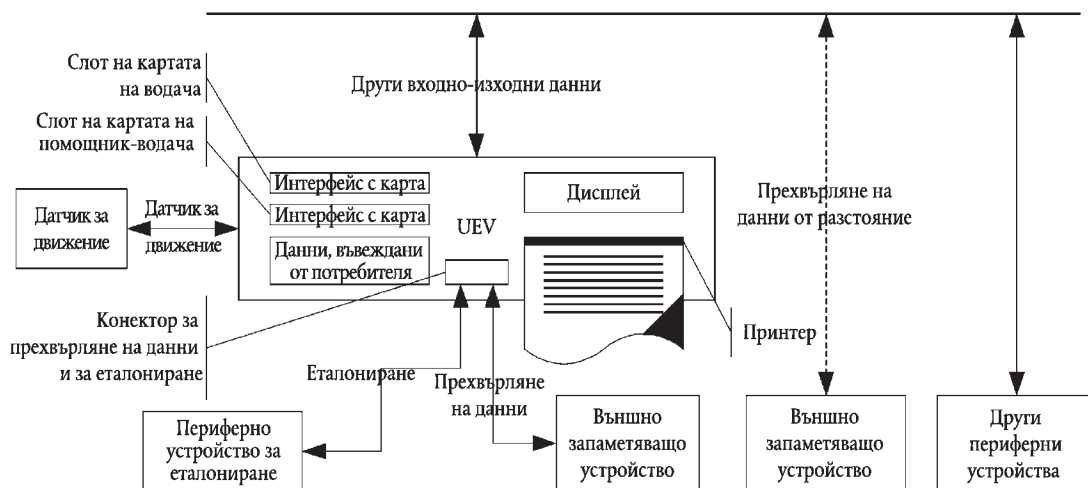 Слот на картата
на водача
Слот на картата на
помощник-водача
Други входно-изходни данни
Прехвърляне на
данни от разстояние
Интерфейс с карта
Интерфейс с карта
Данни, въвеждани
от потребителя
UEV
Дисплей
Датчик за
движение
Датчик за
движение
Конектор за
прехвърляне на данни
и за еталониране
Принтер
Еталониране
Прехвърляне
на данни
Периферно
устройство за
еталониране
Външно
запаметяващо
устройство
Външно
запаметяващо
устройство
Други
периферни
устройства